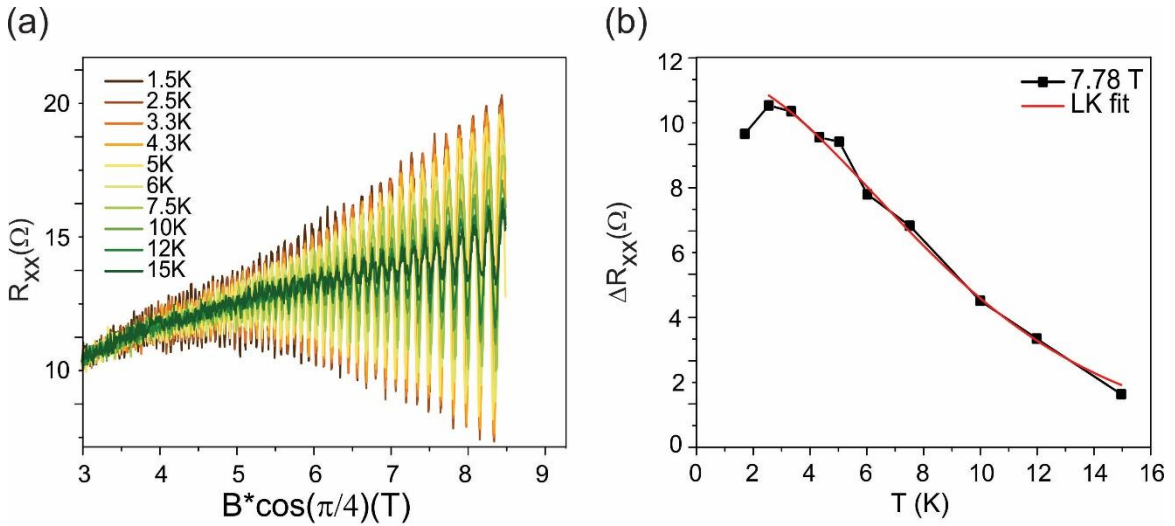 (a)
R_xx(Ω)
20
15
10
1.5K
2.5K
3.3K
4.3K
5K
6K
7.5K
10K
12K
15K
3 4 5 6 7 8 9
B*cos(π/4)(T)
(b)
ΔR_xx(Ω)
12
10
8
6
4
2
0
7.78 T
LK fit
0 2 4 6 8 10 12 14 16
T (K)